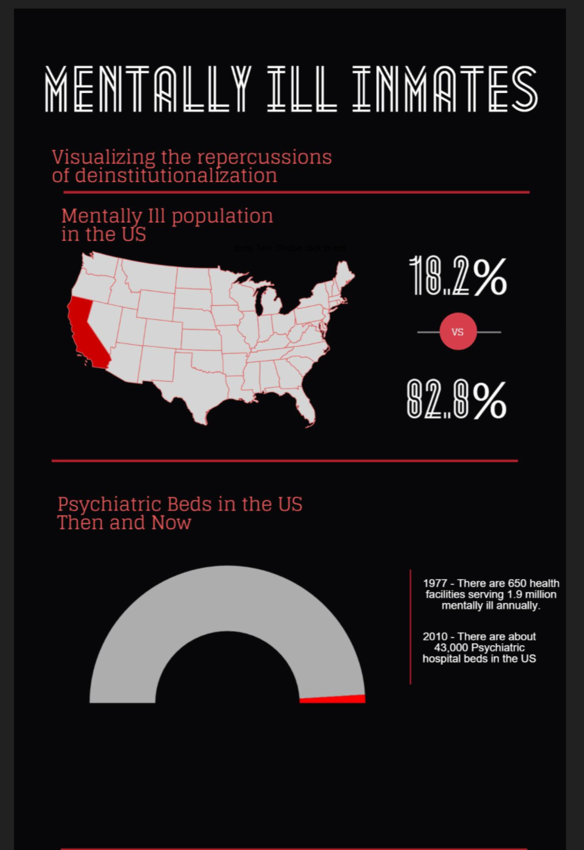 MENTALLY ILL INMATES
Visualizing the repercussions
of deinstitutionalization
Mentally Ill population
in the US
18.2%
VS
82.8%
Psychiatric Beds in the US
Then and Now
1977 - There are 650 health
facilities serving 1.9 million
mentally ill annually.
2010 - There are about
43,000 Psychiatric
hospital beds in the US